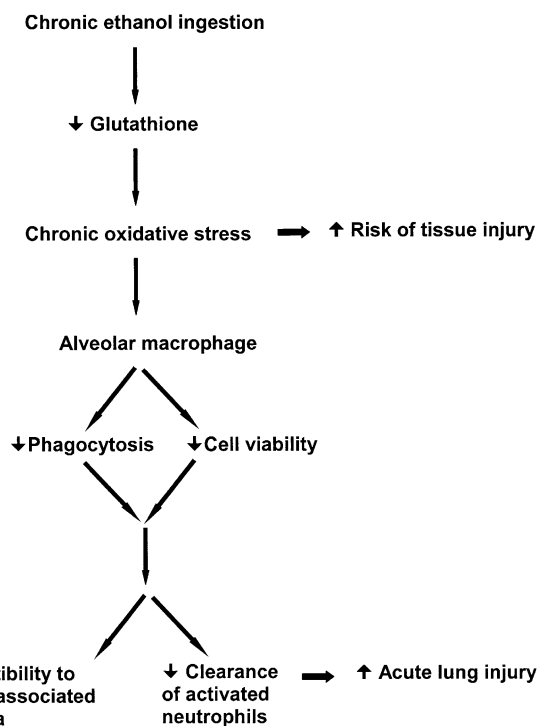 Chronic ethanol ingestion
↓ Glutathione
Chronic oxidative stress → ↑ Risk of tissue injury
Alveolar macrophage
↓Phagocytosis ↓Cell viability
tibility to ↓ Clearance → ↑ Acute lung injury
associated of activated
a neutrophils